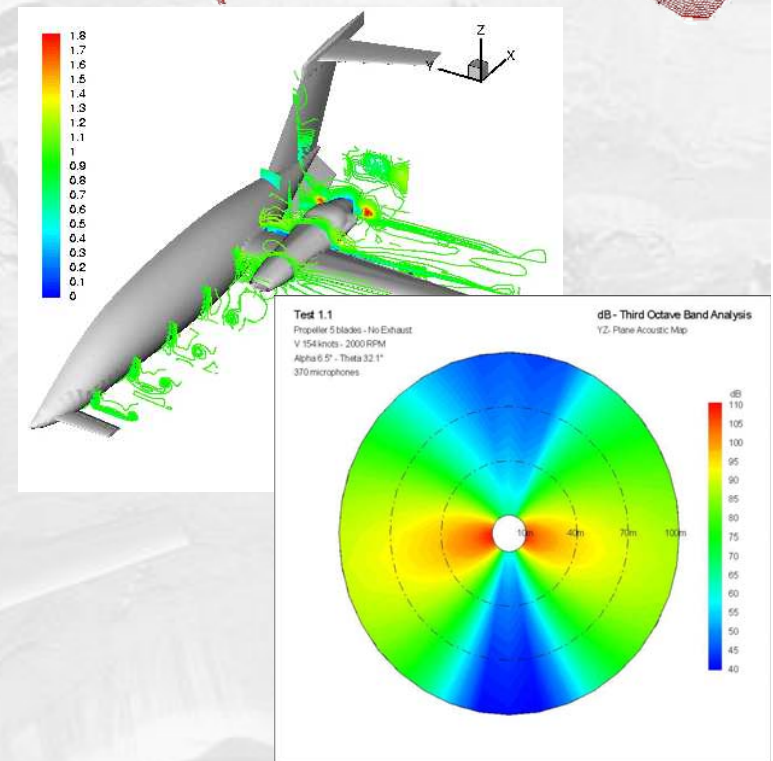 1.8
1.7
1.6
1.5
1.4
1.3
1.2
1.1
1
0.9
0.8
0.7
0.6
0.5
0.4
0.3
0.2
0.1
0
Z
Y
X
Test 1.1
Propeller 5 blades - No Exhaust
V 154 knots - 2000 RPM
Alpha 6.5° - Theta 32.1°
370 microphones
dB - Third Octave Band Analysis
YZ- Plane Acoustic Map
dB
110
105
100
95
90
85
80
75
70
65
60
55
50
45
40
10m 40m 70m 100m